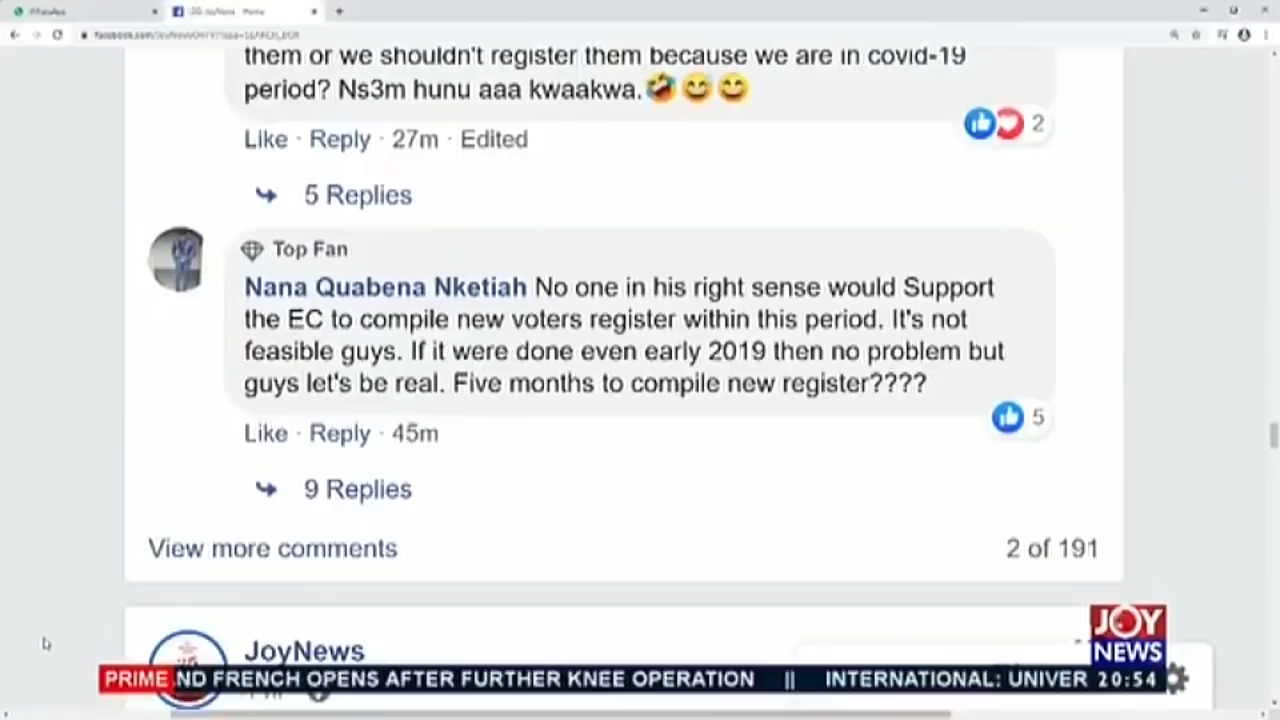 WhatsApp
JoyNews - Home
them or we shouldn't register them because we are in covid-19
period? Ns3m hunu aaa kwaakwa.🤣😅😅
2
Like · Reply · 27m · Edited
5 Replies
Top Fan
Nana Quabena Nketiah No one in his right sense would Support
the EC to compile new voters register within this period. It's not
feasible guys. If it were done even early 2019 then no problem but
guys let's be real. Five months to compile new register????
5
Like · Reply · 45m
9 Replies
View more comments
2 of 191
JoyNews
JOY
NEWS
PRIME ND FRENCH OPENS AFTER FURTHER KNEE OPERATION || INTERNATIONAL: UNIVER 20:54